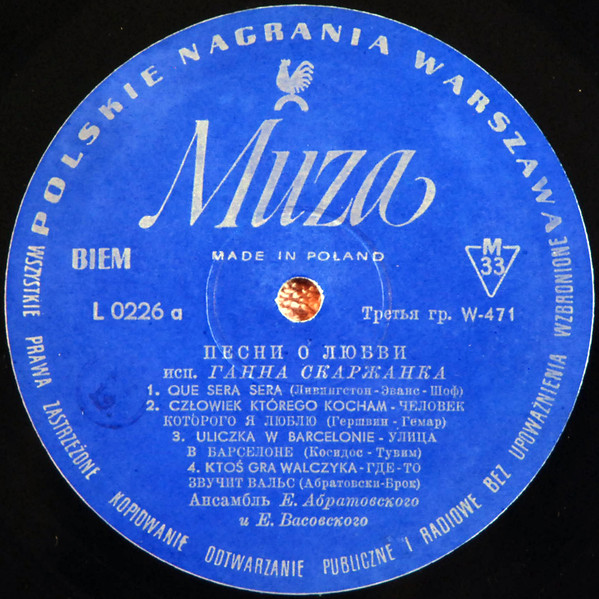 POLSKIE NAGRANIA WARSZAWA
Muza
MADE IN POLAND
BIEM
M
33
L 0226 a
Третья гр. W-471
ПЕСНИ О ЛЮБВИ
исп. ГАННА СКАРЖАНКА
1. QUE SERA SERA (Ливингстон-Эванс-Шоф)
2. CZŁOWIEK KTÓREGO KOCHAM - ЧЕЛОВЕК
КОТОРОГО Я ЛЮБЛЮ (Гершвин - Гемар)
3. ULICZKA W BARCELONIE - УЛИЦА
В БАРСЕЛОНЕ (Косидос - Тувим)
4. KTOŚ GRA WALCZYKA - ГДЕ-ТО
ЗВУЧИТ ВАЛЬС (Абратовски-Брок)
Ансамбль Е. Абратовского
и Е. Васовского
WSZYSTKIE PRAWA ZASTRZEŻONE KOPIOWANIE ODTWARZANIE PUBLICZNE I RADIOWE BEZ UPOWAŻNIENIA WZBRONIONE